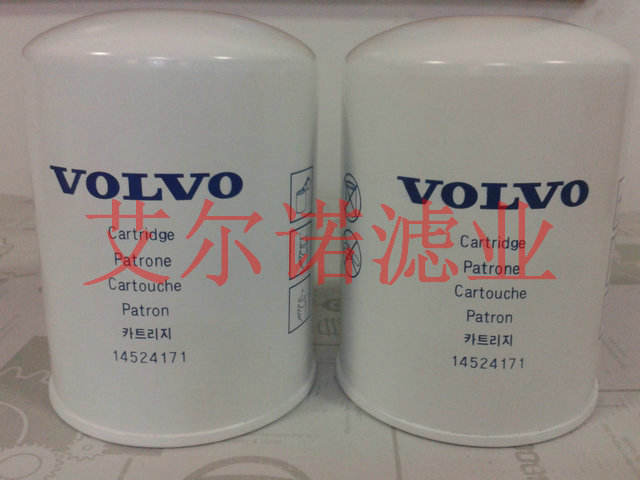 VOLVO
Cartridge
Patrone
Cartouche
Patron
카트리지
14524171
VOLVO
Cartridge
Patrone
Cartouche
Patron
카트리지
14524171
艾尔诺滤业